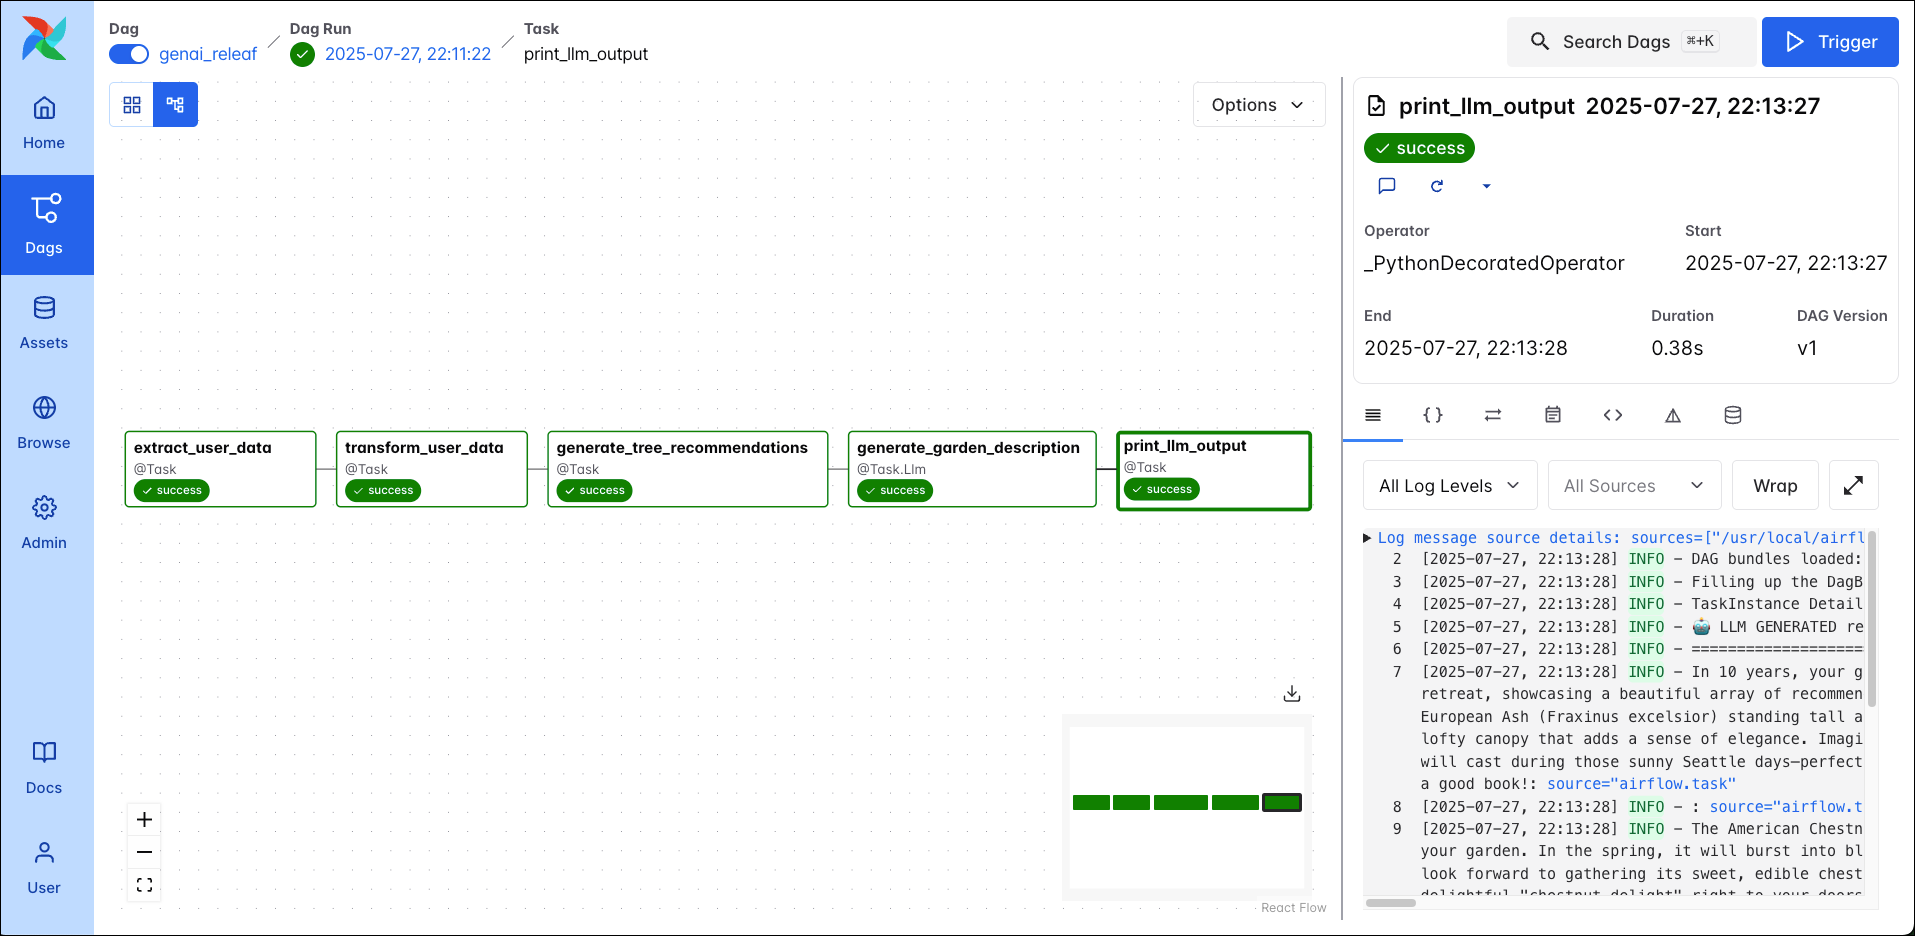 Dag
genai_releaf
Dag Run
2025-07-27, 22:11:22
Task
print_llm_output
Search Dags ⌘+K
Trigger
Home
Dags
Assets
Browse
Admin
Docs
User
Options
extract_user_data
@Task
success
transform_user_data
@Task
success
generate_tree_recommendations
@Task
success
generate_garden_description
@Task.Llm
success
print_llm_output
@Task
success
React Flow
print_llm_output 2025-07-27, 22:13:27
success
Operator
_PythonDecoratedOperator
Start
2025-07-27, 22:13:27
End
2025-07-27, 22:13:28
Duration
0.38s
DAG Version
v1
All Log Levels
All Sources
Wrap
Log message source details: sources=["/usr/local/airfl
2 [2025-07-27, 22:13:28] INFO - DAG bundles loaded:
3 [2025-07-27, 22:13:28] INFO - Filling up the DagB
4 [2025-07-27, 22:13:28] INFO - TaskInstance Detail
5 [2025-07-27, 22:13:28] INFO - 🤖 LLM GENERATED re
6 [2025-07-27, 22:13:28] INFO - ===================
7 [2025-07-27, 22:13:28] INFO - In 10 years, your g
retreat, showcasing a beautiful array of recommen
European Ash (Fraxinus excelsior) standing tall a
lofty canopy that adds a sense of elegance. Imagi
will cast during those sunny Seattle days—perfect
a good book!: source="airflow.task"
8 [2025-07-27, 22:13:28] INFO - : source="airflow.t
9 [2025-07-27, 22:13:28] INFO - The American Chestn
your garden. In the spring, it will burst into bl
look forward to gathering its sweet, edible chest
delightful "chestnut delight" right to your doors